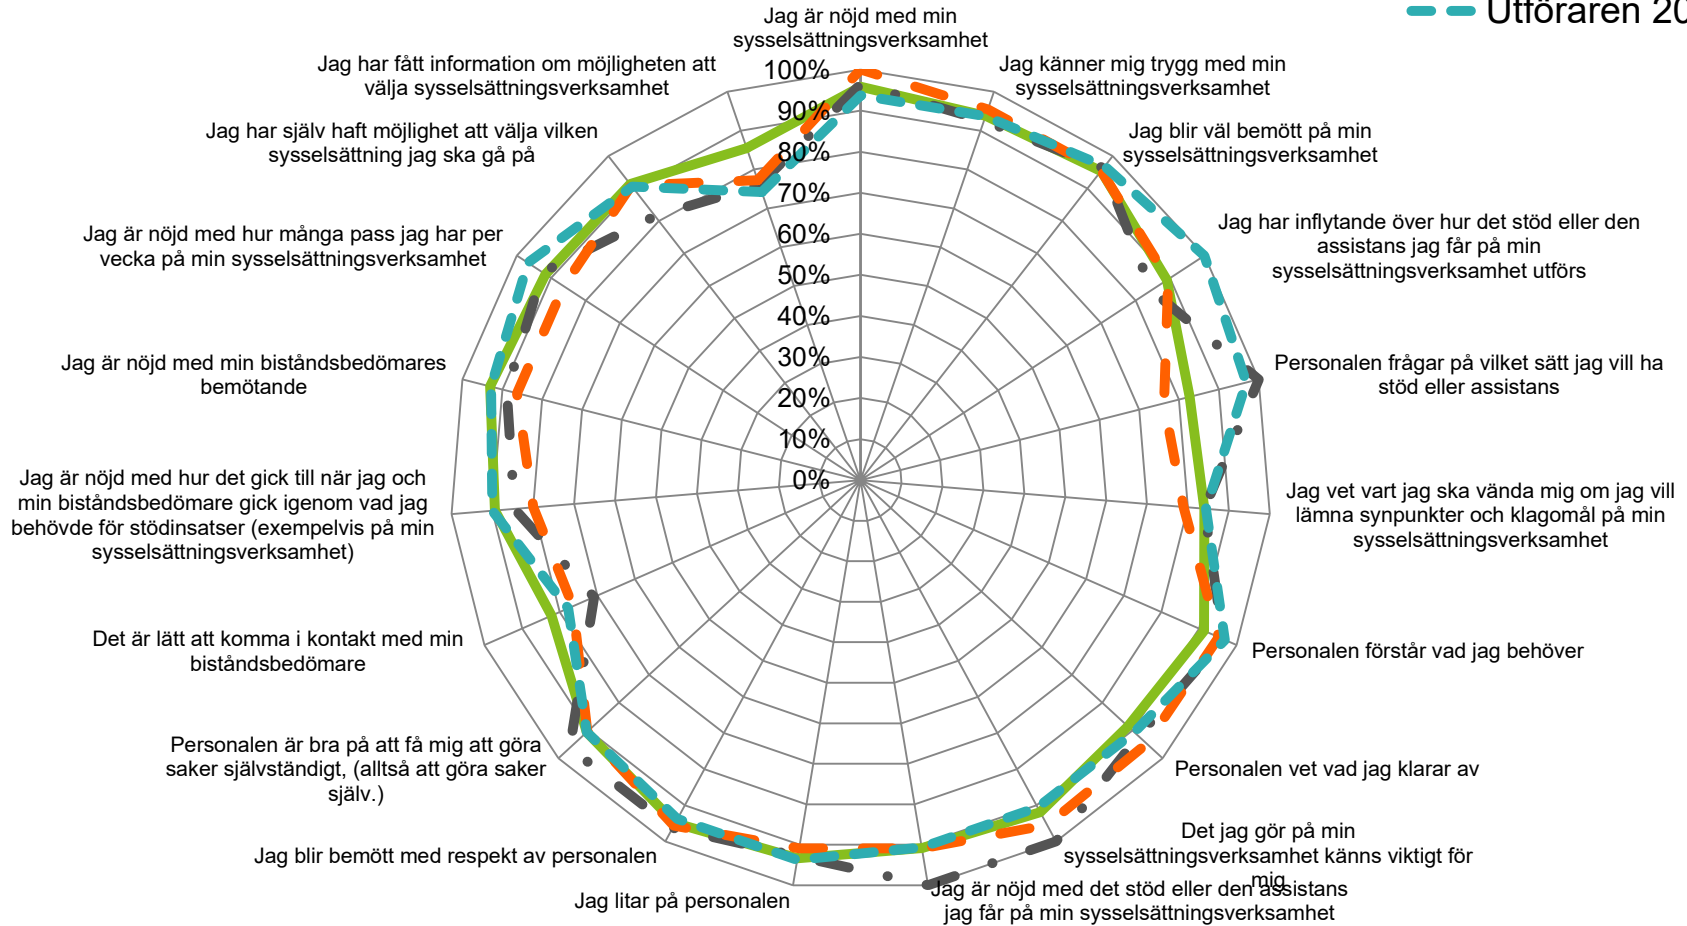 Utföraren 20
Jag är nöjd med min
sysselsättningsverksamhet
Jag känner mig trygg med min
sysselsättningsverksamhet
Jag blir väl bemött på min
sysselsättningsverksamhet
Jag har inflytande över hur det stöd eller den
assistans jag får på min
sysselsättningsverksamhet utförs
Personalen frågar på vilket sätt jag vill ha
stöd eller assistans
Jag vet vart jag ska vända mig om jag vill
lämna synpunkter och klagomål på min
sysselsättningsverksamhet
Personalen förstår vad jag behöver
Personalen vet vad jag klarar av
Det jag gör på min
sysselsättningsverksamhet känns viktigt för
mig
Jag är nöjd med det stöd eller den assistans
jag får på min sysselsättningsverksamhet
Jag litar på personalen
Jag blir bemött med respekt av personalen
Personalen är bra på att få mig att göra
saker självständigt, (alltså att göra saker
själv.)
Det är lätt att komma i kontakt med min
biståndsbedömare
Jag är nöjd med hur det gick till när jag och
min biståndsbedömare gick igenom vad jag
behövde för stödinsatser (exempelvis på min
sysselsättningsverksamhet)
Jag är nöjd med min biståndsbedömares
bemötande
Jag är nöjd med hur många pass jag har per
vecka på min sysselsättningsverksamhet
Jag har själv haft möjlighet att välja vilken
sysselsättning jag ska gå på
Jag har fått information om möjligheten att
välja sysselsättningsverksamhet
100%
90%
80%
70%
60%
50%
40%
30%
20%
10%
0%